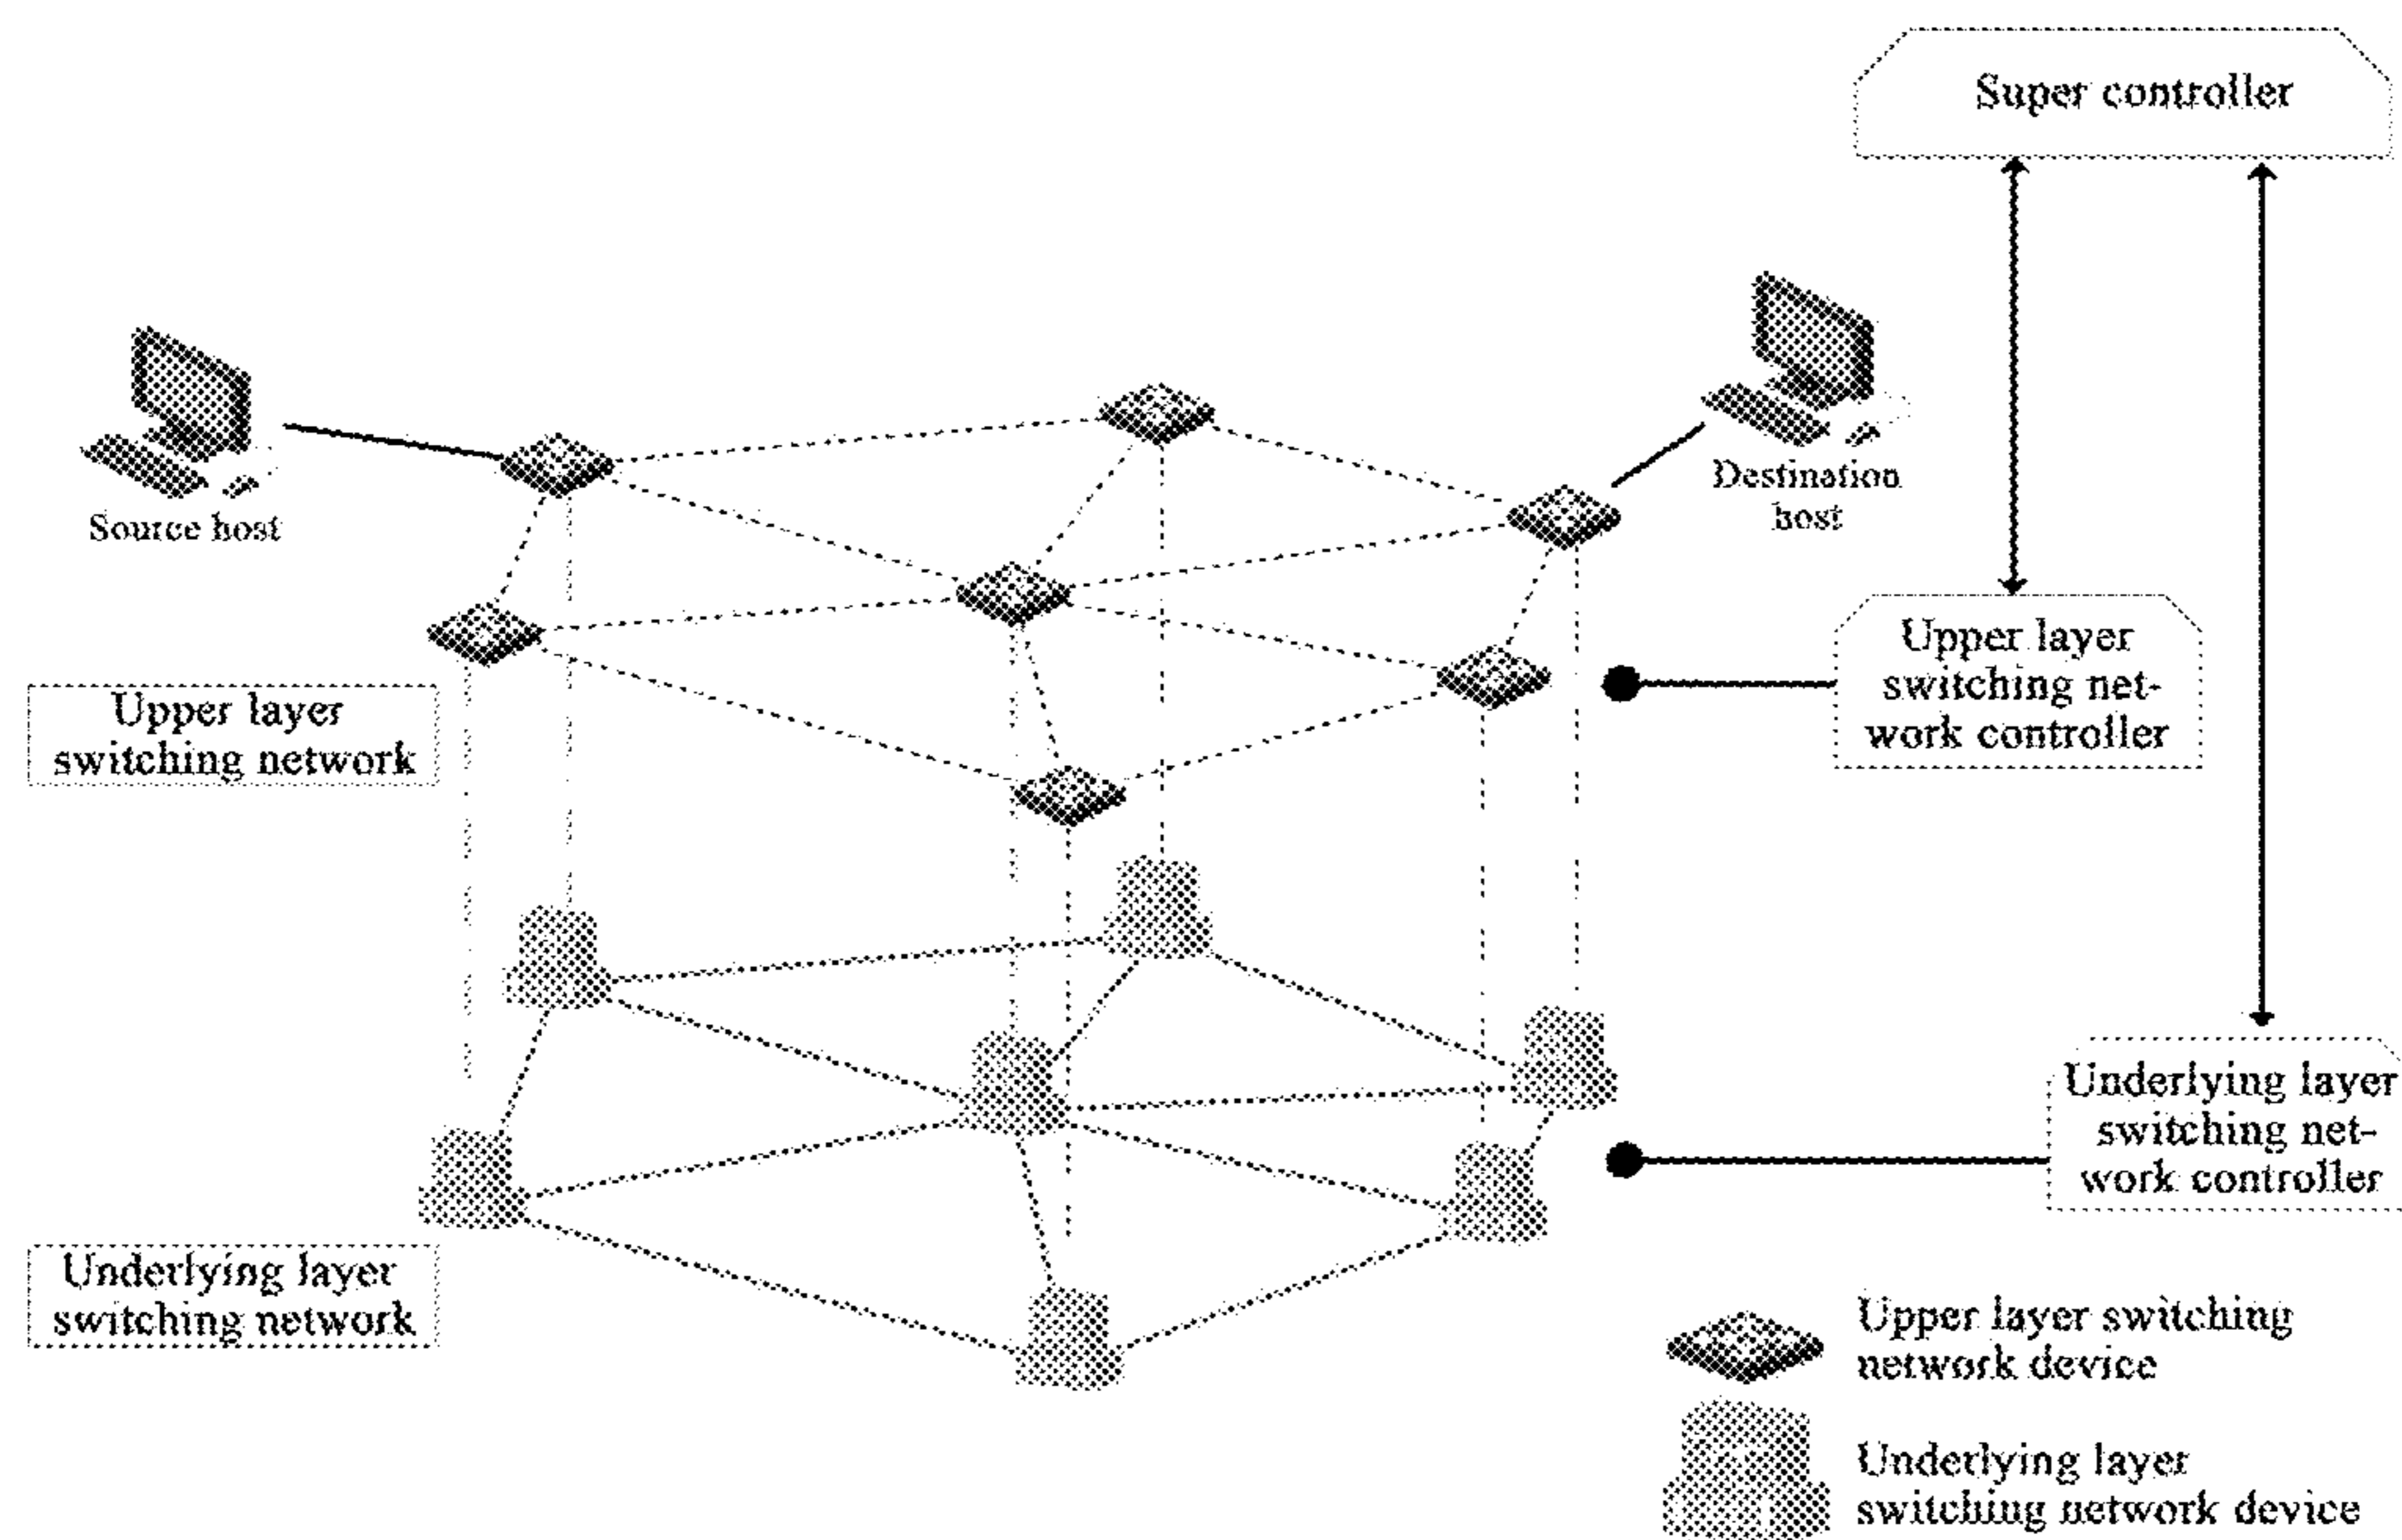 Super controller
Source host
Destination
host
Upper layer
switching net-
work controller
Upper layer
switching network
Underlying layer
switching net-
work controller
Underlying layer
switching network
Upper layer switching
network device
Underlying layer
switching network device